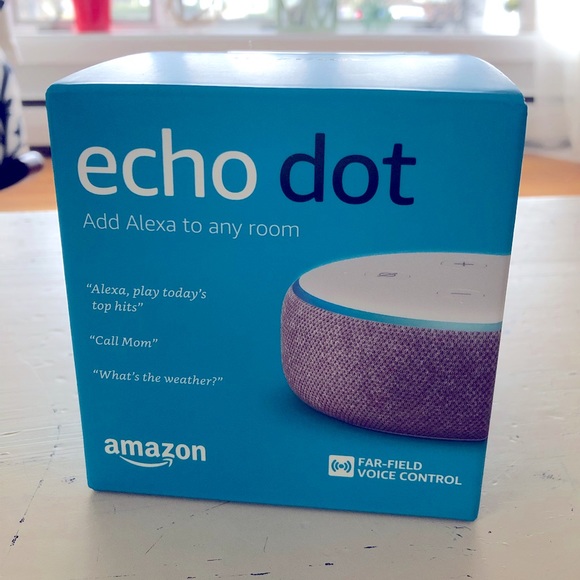 echo dot
Add Alexa to any room
“Alexa, play today’s
top hits”
“Call Mom”
“What’s the weather?”
amazon
FAR-FIELD
VOICE CONTROL